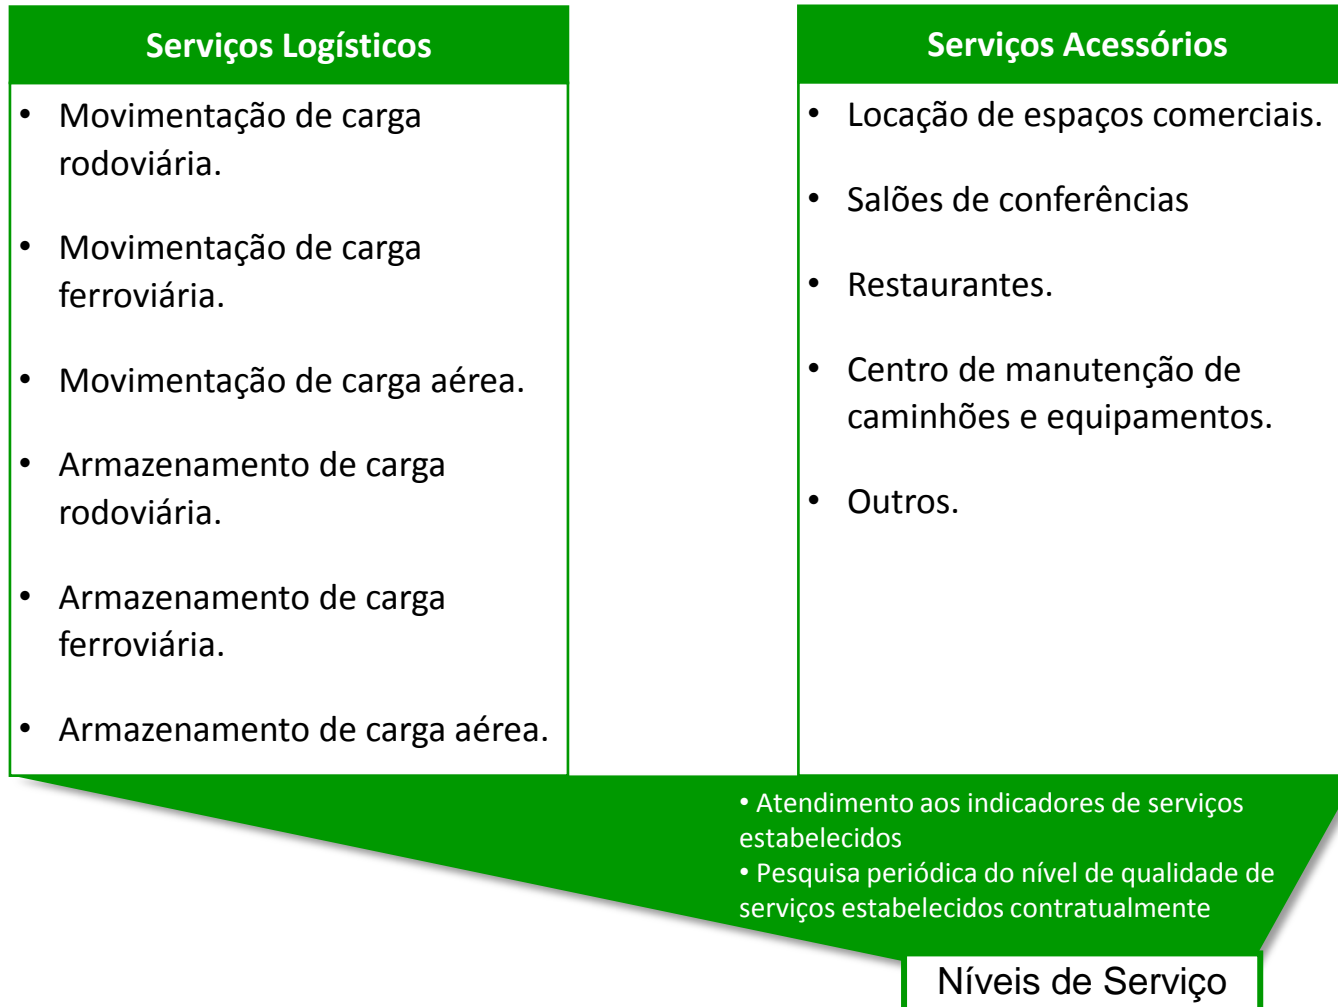 Serviços Logísticos
• Movimentação de carga
rodoviária.
• Movimentação de carga
ferroviária.
• Movimentação de carga aérea.
• Armazenamento de carga
rodoviária.
• Armazenamento de carga
ferroviária.
• Armazenamento de carga aérea.
Serviços Acessórios
• Locação de espaços comerciais.
• Salões de conferências
• Restaurantes.
• Centro de manutenção de
caminhões e equipamentos.
• Outros.
• Atendimento aos indicadores de serviços
estabelecidos
• Pesquisa periódica do nível de qualidade de
serviços estabelecidos contratualmente
Níveis de Serviço